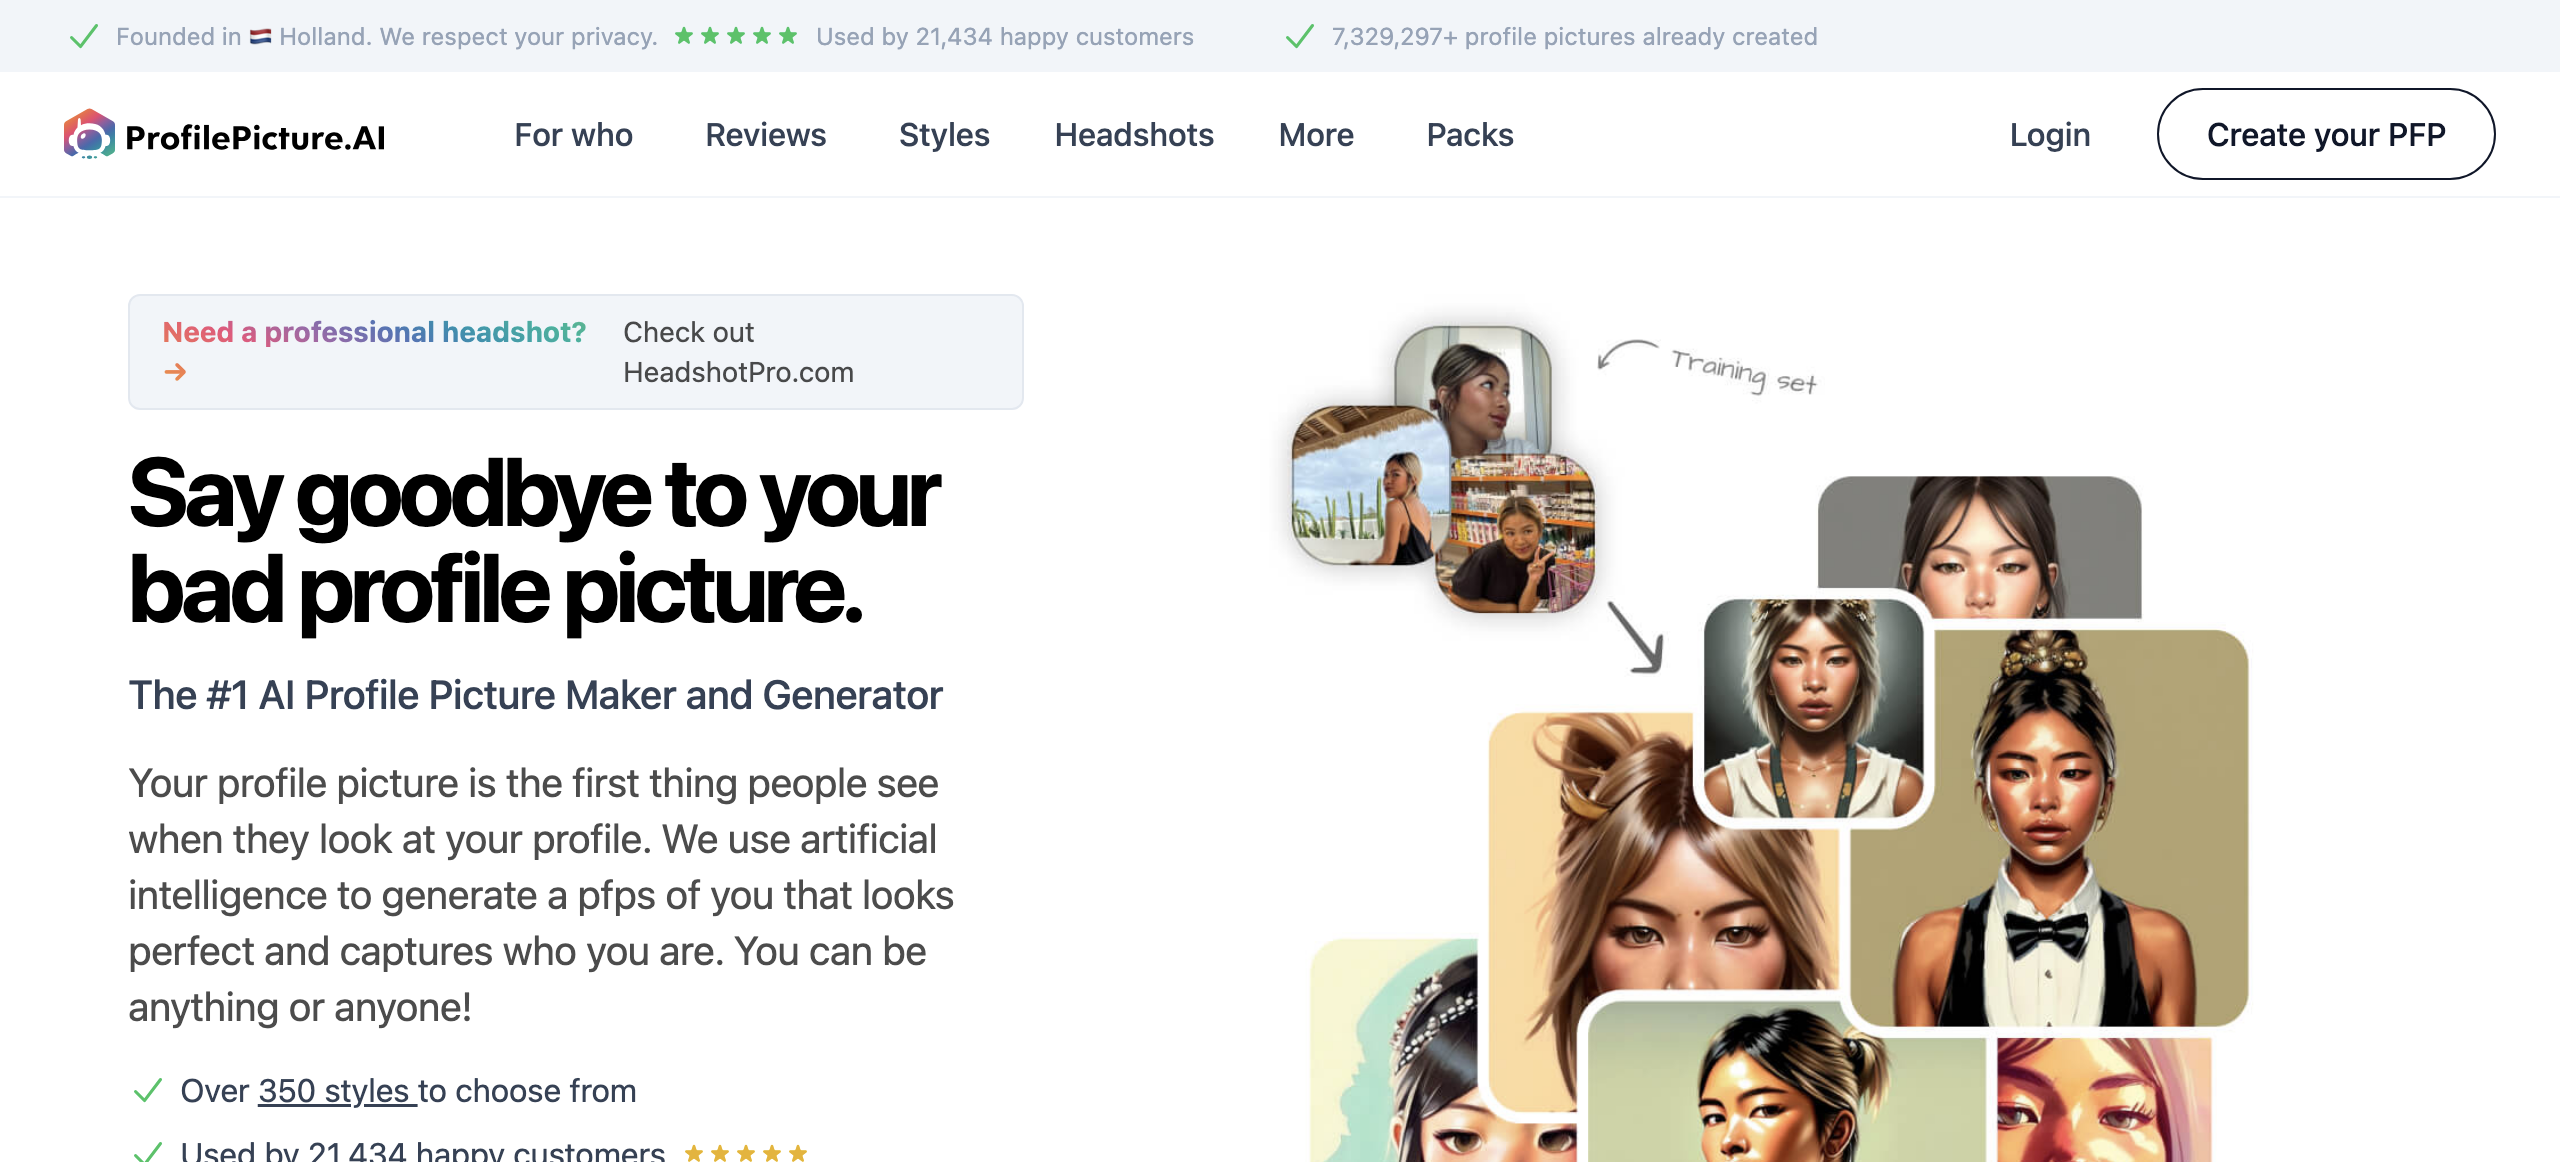 Founded in 🇳🇱 Holland. We respect your privacy. ★★★★★ Used by 21,434 happy customers 7,329,297+ profile pictures already created
ProfilePicture.AI For who Reviews Styles Headshots More Packs Login Create your PFP
Need a professional headshot? Check out
→ HeadshotPro.com
Training set
Say goodbye to your
bad profile picture.
The #1 AI Profile Picture Maker and Generator
Your profile picture is the first thing people see
when they look at your profile. We use artificial
intelligence to generate a pfps of you that looks
perfect and captures who you are. You can be
anything or anyone!
Over 350 styles to choose from
Used by 21,434 happy customers ★★★★★